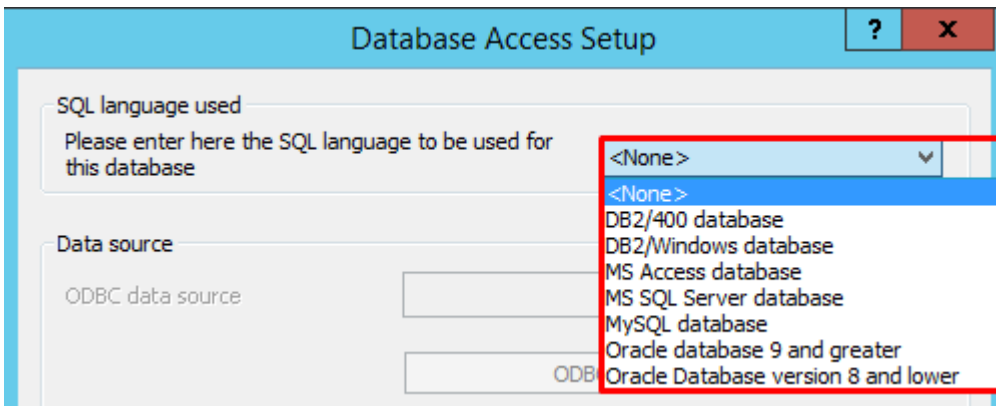 Database Access Setup
?
x
SQL language used
Please enter here the SQL language to be used for
this database
<None>
<None>
DB2/400 database
DB2/Windows database
MS Access database
MS SQL Server database
MySQL database
Oracle database 9 and greater
Oracle Database version 8 and lower
Data source
ODBC data source